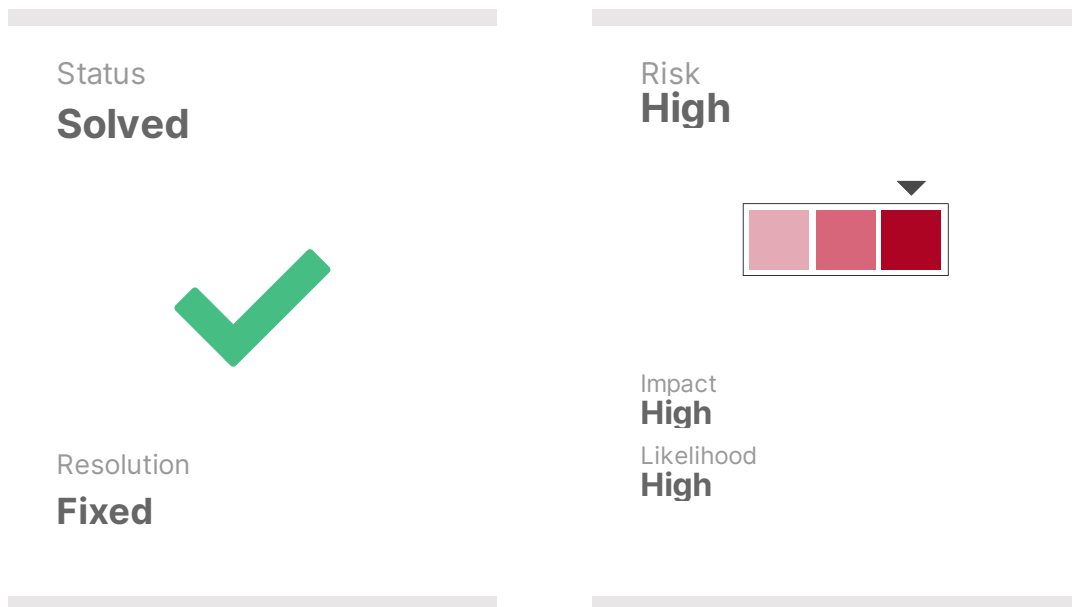 Status
Solved
Resolution
Fixed
Risk
High
Impact
High
Likelihood
High